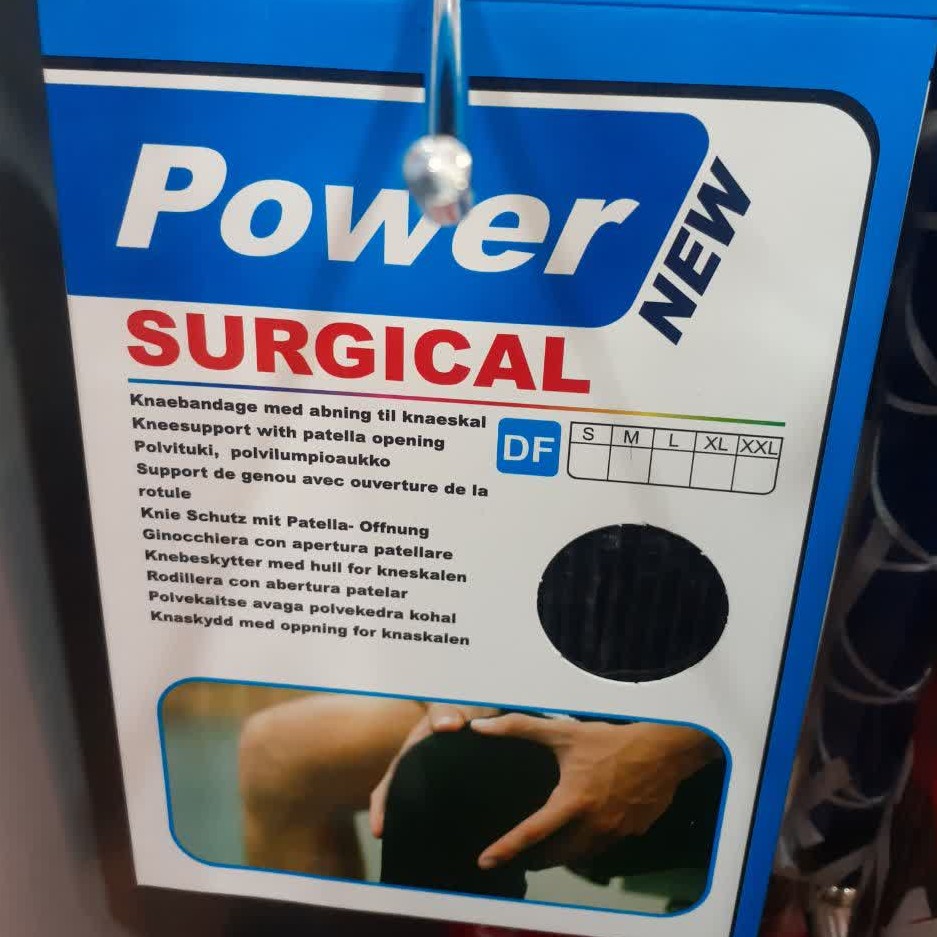 Power
NEW
SURGICAL
Knaebandage med abning til knaeskal
Kneesupport with patella opening
Polvituki, polvilumpioaukko
Support de genou avec ouverture de la
rotule
Knie Schutz mit Patella- Offnung
Ginocchiera con apertura patellare
Knebeskytter med hull for kneskalen
Rodillera con abertura patelar
Polvekaitse avaga polvekedra kohal
Knaskydd med oppning for knaskalen
DF
S M L XL XXL